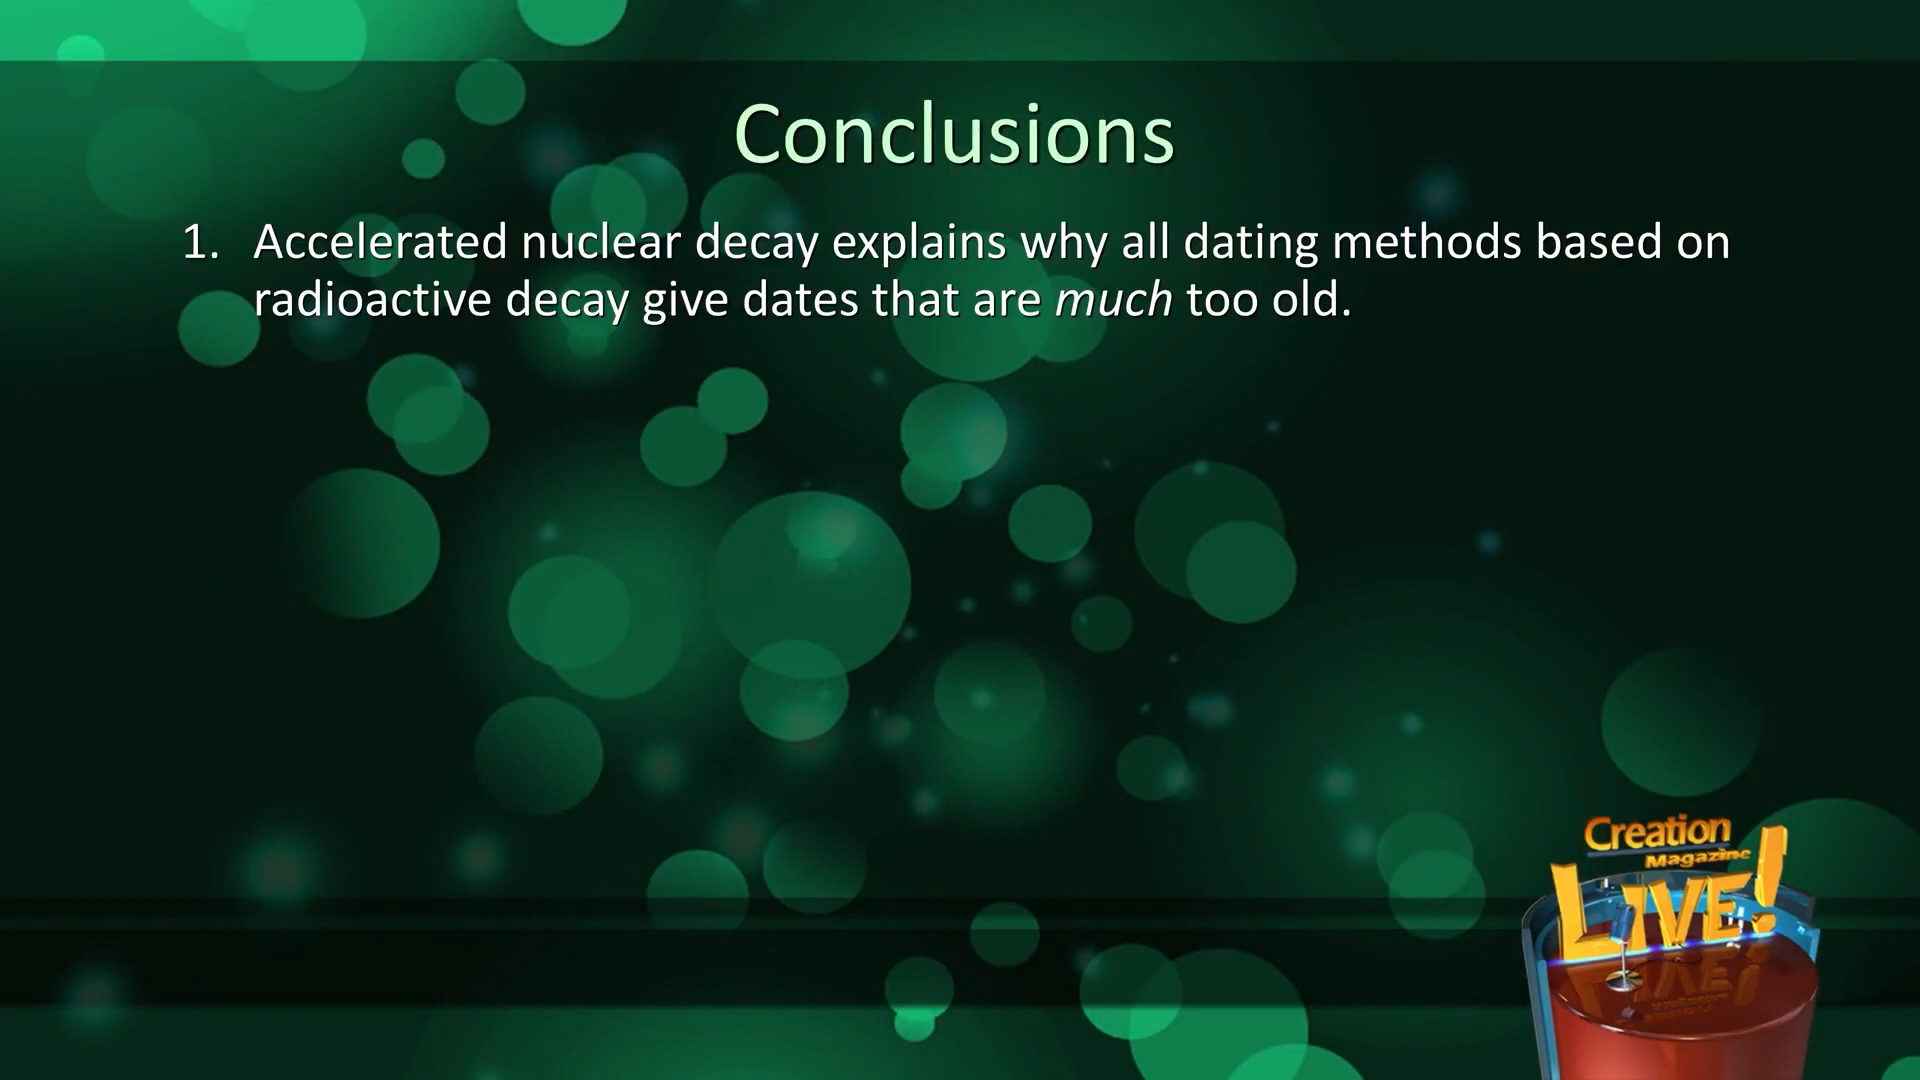 Conclusions
1. Accelerated nuclear decay explains why all dating methods based on
radioactive decay give dates that are much too old.
Creation
Magazine
LIVE!